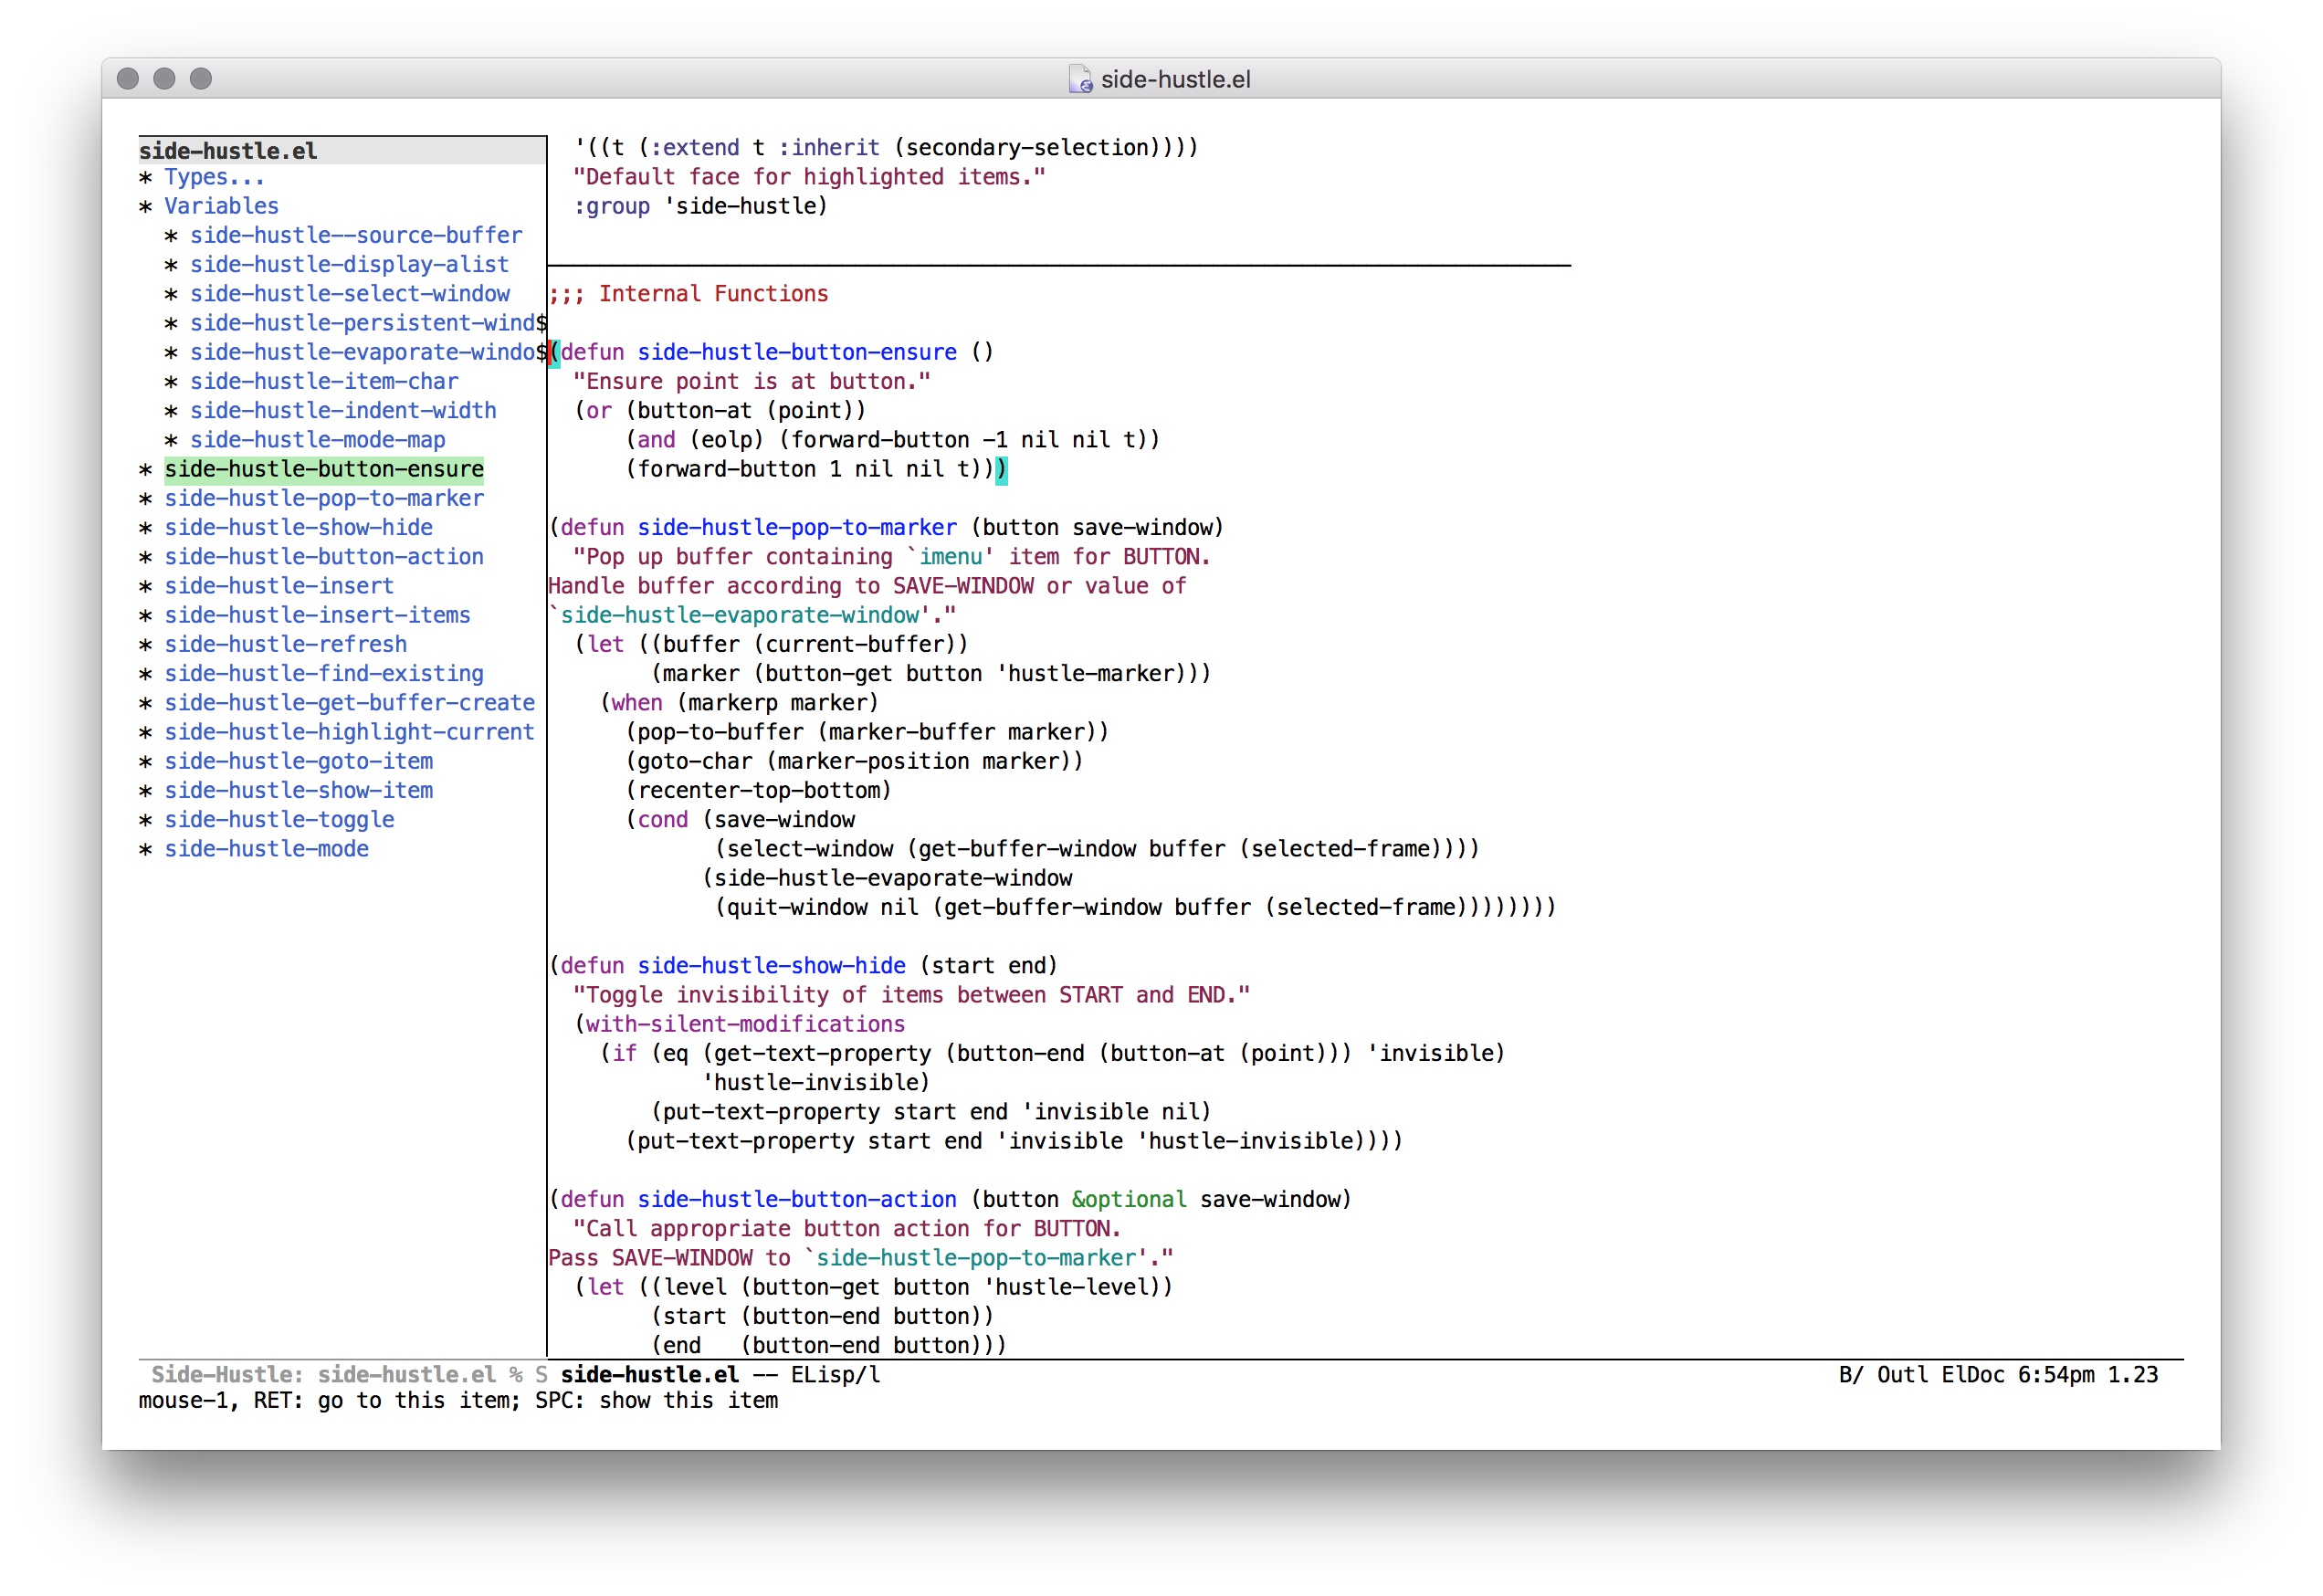 side-hustle.el
side-hustle.el
* Types...
* Variables
  * side-hustle--source-buffer
  * side-hustle-display-alist
  * side-hustle-select-window
  * side-hustle-persistent-wind$
  * side-hustle-evaporate-windo$
  * side-hustle-item-char
  * side-hustle-indent-width
  * side-hustle-mode-map
* side-hustle-button-ensure
* side-hustle-pop-to-marker
* side-hustle-show-hide
* side-hustle-button-action
* side-hustle-insert
* side-hustle-insert-items
* side-hustle-refresh
* side-hustle-find-existing
* side-hustle-get-buffer-create
* side-hustle-highlight-current
* side-hustle-goto-item
* side-hustle-show-item
* side-hustle-toggle
* side-hustle-mode
  '((t (:extend t :inherit (secondary-selection))))
  "Default face for highlighted items."
  :group 'side-hustle)
;;; Internal Functions
(defun side-hustle-button-ensure ()
  "Ensure point is at button."
  (or (button-at (point))
      (and (eolp) (forward-button -1 nil nil t))
      (forward-button 1 nil nil t)))
(defun side-hustle-pop-to-marker (button save-window)
  "Pop up buffer containing `imenu' item for BUTTON.
Handle buffer according to SAVE-WINDOW or value of
`side-hustle-evaporate-window'."
  (let ((buffer (current-buffer))
        (marker (button-get button 'hustle-marker)))
    (when (markerp marker)
      (pop-to-buffer (marker-buffer marker))
      (goto-char (marker-position marker))
      (recenter-top-bottom)
      (cond (save-window
             (select-window (get-buffer-window buffer (selected-frame))))
            (side-hustle-evaporate-window
             (quit-window nil (get-buffer-window buffer (selected-frame))))))))
(defun side-hustle-show-hide (start end)
  "Toggle invisibility of items between START and END."
  (with-silent-modifications
    (if (eq (get-text-property (button-end (button-at (point))) 'invisible)
            'hustle-invisible)
        (put-text-property start end 'invisible nil)
      (put-text-property start end 'invisible 'hustle-invisible))))
(defun side-hustle-button-action (button &optional save-window)
  "Call appropriate button action for BUTTON.
Pass SAVE-WINDOW to `side-hustle-pop-to-marker'."
  (let ((level (button-get button 'hustle-level))
        (start (button-end button))
        (end   (button-end button)))
Side-Hustle: side-hustle.el % S side-hustle.el -- ELisp/l B/ Outl ElDoc 6:54pm 1.23
mouse-1, RET: go to this item; SPC: show this item